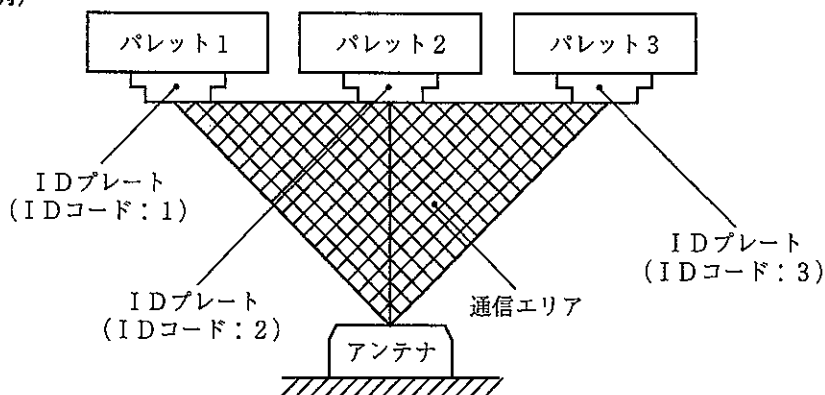 パレット1
パレット2
パレット3
IDプレート
(IDコード:1)
IDプレート
(IDコード:2)
IDプレート
(IDコード:3)
通信エリア
アンテナ